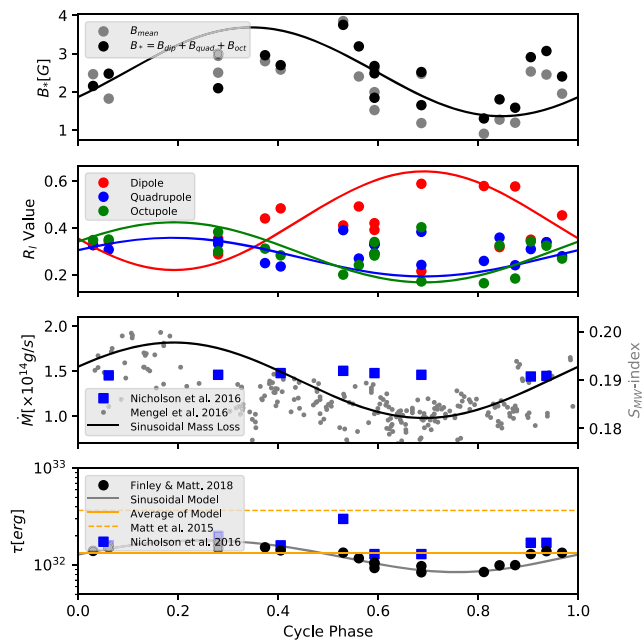 4
3
2
1
B_*[G]
B_mean
B_* = B_dip + B_quad + B_oct
0.6
0.4
0.2
R_l Value
Dipole
Quadrupole
Octupole
2.0
1.5
1.0
Ṁ[×10^14 g/s]
Nicholson et al. 2016
Mengel et al. 2016
Sinusoidal Mass Loss
0.20
0.19
0.18
S_MW-index
10^33
10^32
τ[erg]
Finley & Matt. 2018
Sinusoidal Model
Average of Model
Matt et al. 2015
Nicholson et al. 2016
0.0 0.2 0.4 0.6 0.8 1.0
Cycle Phase